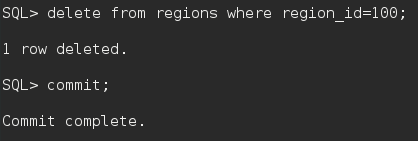 SQL> delete from regions where region_id=100;
1 row deleted.
SQL> commit;
Commit complete.